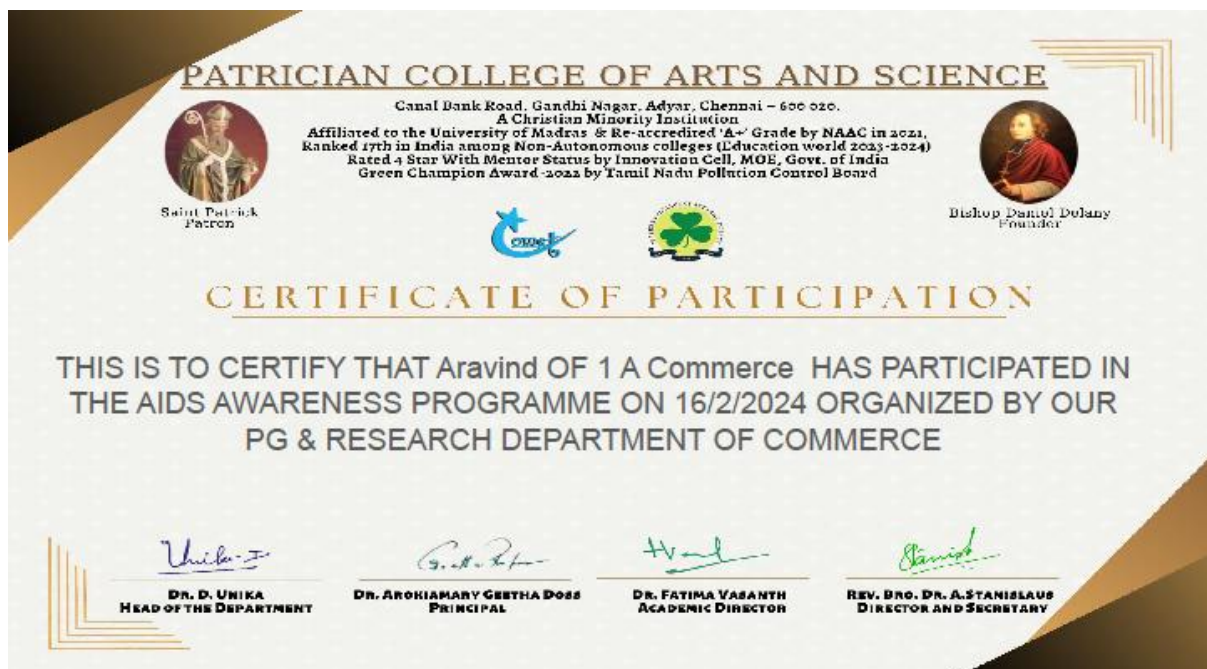 PATRICIAN COLLEGE OF ARTS AND SCIENCE
Canal Bank Road, Gandhi Nagar, Adyar, Chennai – 600 020.
A Christian Minority Institution
Affiliated to the University of Madras & Re-accredited 'A+' Grade by NAAC in 2021,
Ranked 17th in India among Non-Autonomous colleges (Education world 2023-2024)
Rated 4 Star With Mentor Status by Innovation Cell, MOE, Govt. of India
Green Champion Award -2022 by Tamil Nadu Pollution Control Board
Saint Patrick
Patron
Bishop Daniel Delany
Founder
CERTIFICATE OF PARTICIPATION
THIS IS TO CERTIFY THAT Aravind OF 1 A Commerce HAS PARTICIPATED IN
THE AIDS AWARENESS PROGRAMME ON 16/2/2024 ORGANIZED BY OUR
PG & RESEARCH DEPARTMENT OF COMMERCE
DR. D. UNIKA
HEAD OF THE DEPARTMENT
DR. AROKIAMARY GEETHA DOSS
PRINCIPAL
DR. FATIMA VASANTH
ACADEMIC DIRECTOR
REV. BRO. DR. A.STANISLAUS
DIRECTOR AND SECRETARY